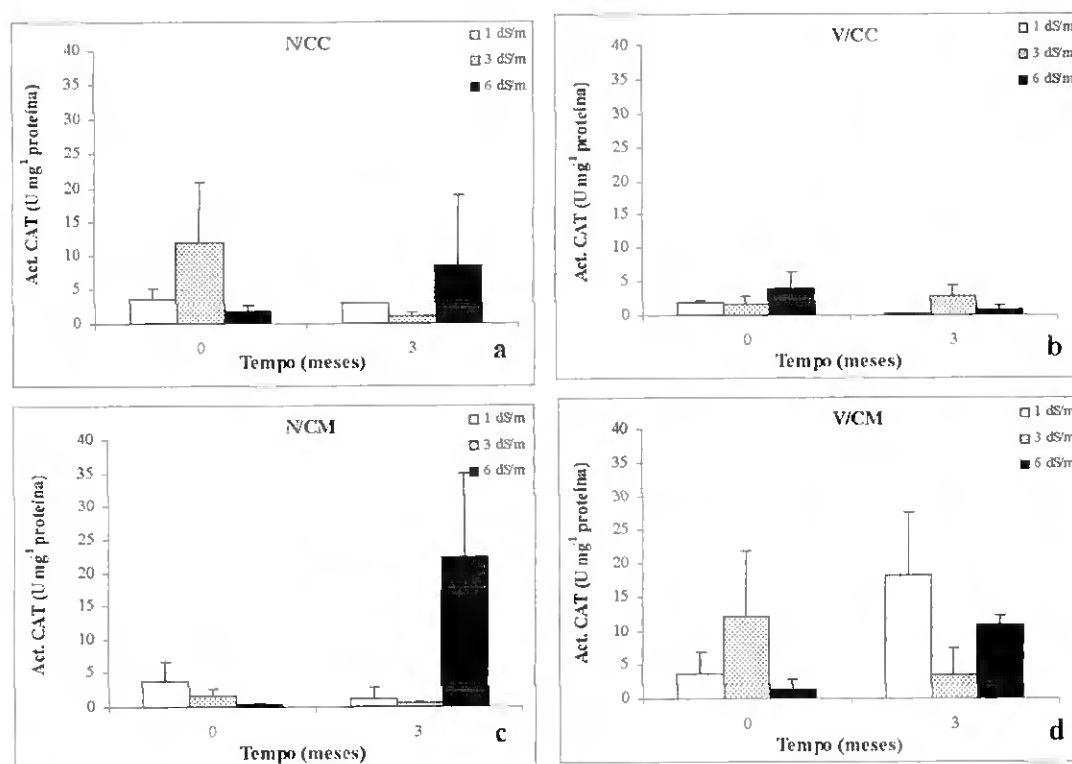 N/CC
1 dS/m
3 dS/m
6 dS/m
40
35
30
25
20
15
10
5
0
Act. CAT (U mg-1 proteína)
0
3
Tempo (meses)
a
V/CC
1 dS/m
3 dS/m
6 dS/m
40
35
30
25
20
15
10
5
0
Act. CAT (U mg-1 proteína)
0
3
Tempo (meses)
b
N/CM
1 dS/m
3 dS/m
6 dS/m
40
35
30
25
20
15
10
5
0
Act. CAT (U mg-1 proteína)
0
3
Tempo (meses)
c
V/CM
1 dS/m
3 dS/m
6 dS/m
40
35
30
25
20
15
10
5
0
Act. CAT (U mg-1 proteína)
0
3
Tempo (meses)
d